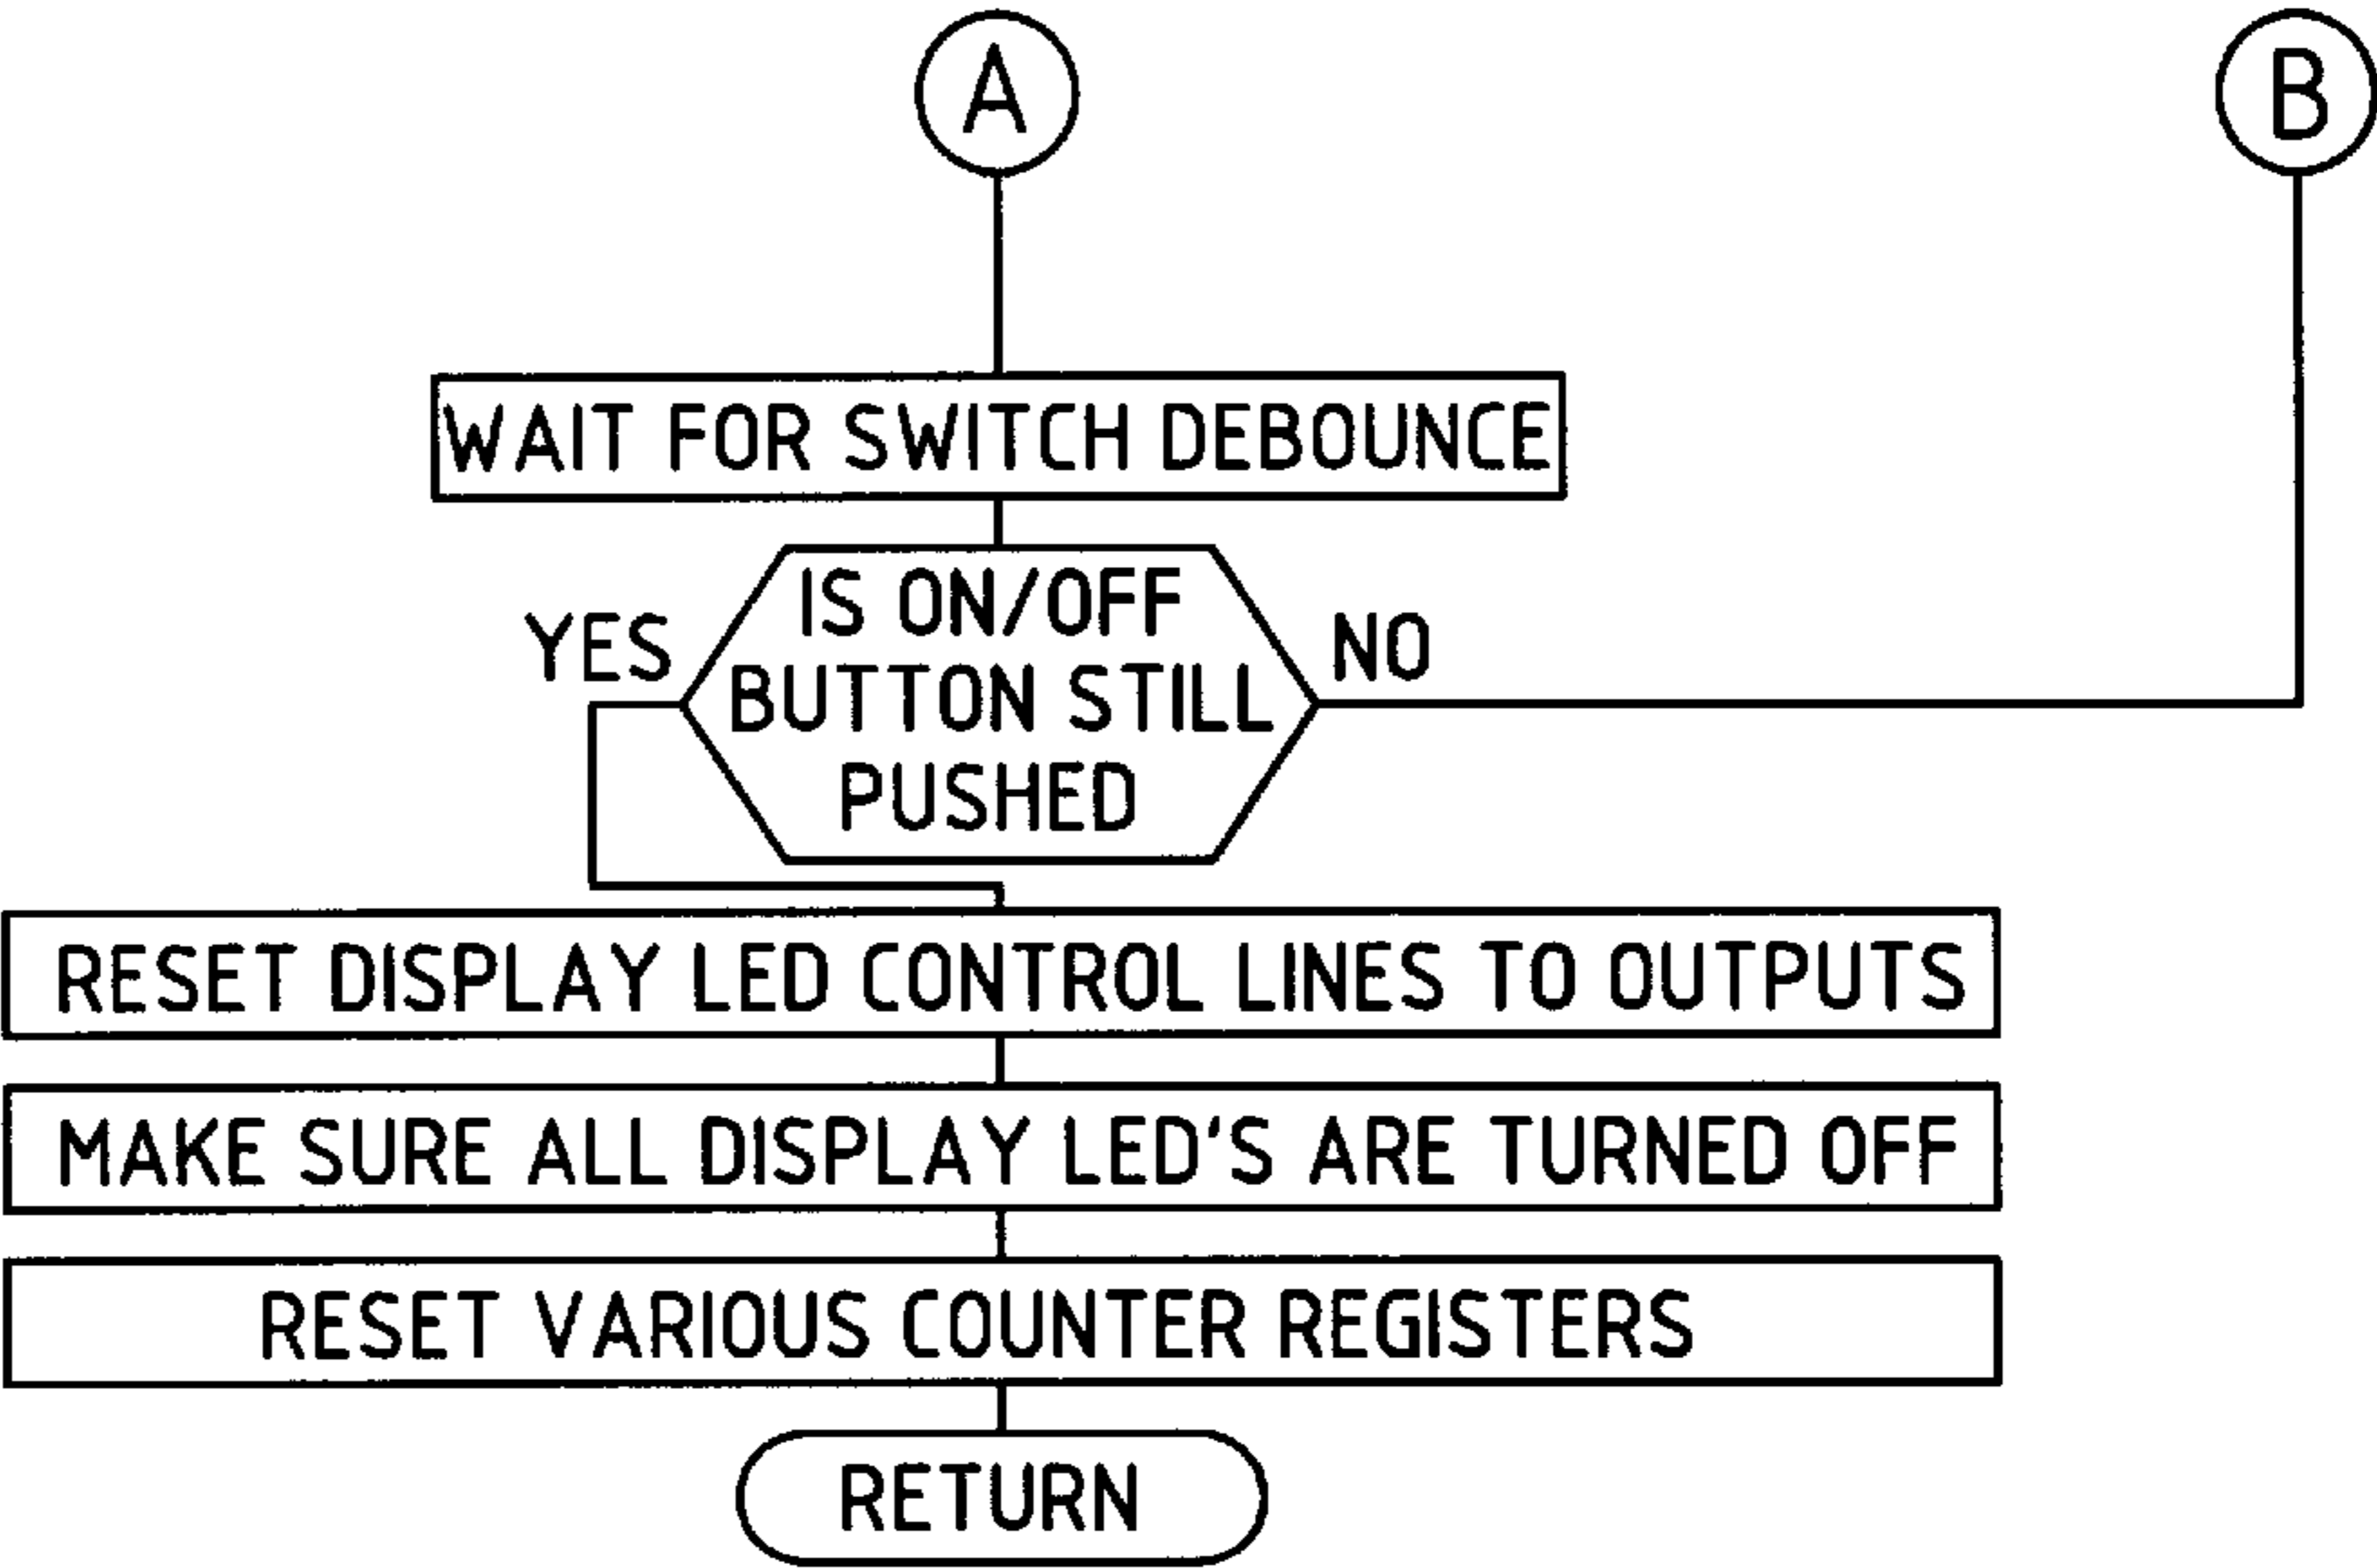 A
B
WAIT FOR SWITCH DEBOUNCE
IS ON/OFF
BUTTON STILL
PUSHED
YES
NO
RESET DISPLAY LED CONTROL LINES TO OUTPUTS
MAKE SURE ALL DISPLAY LED'S ARE TURNED OFF
RESET VARIOUS COUNTER REGISTERS
RETURN